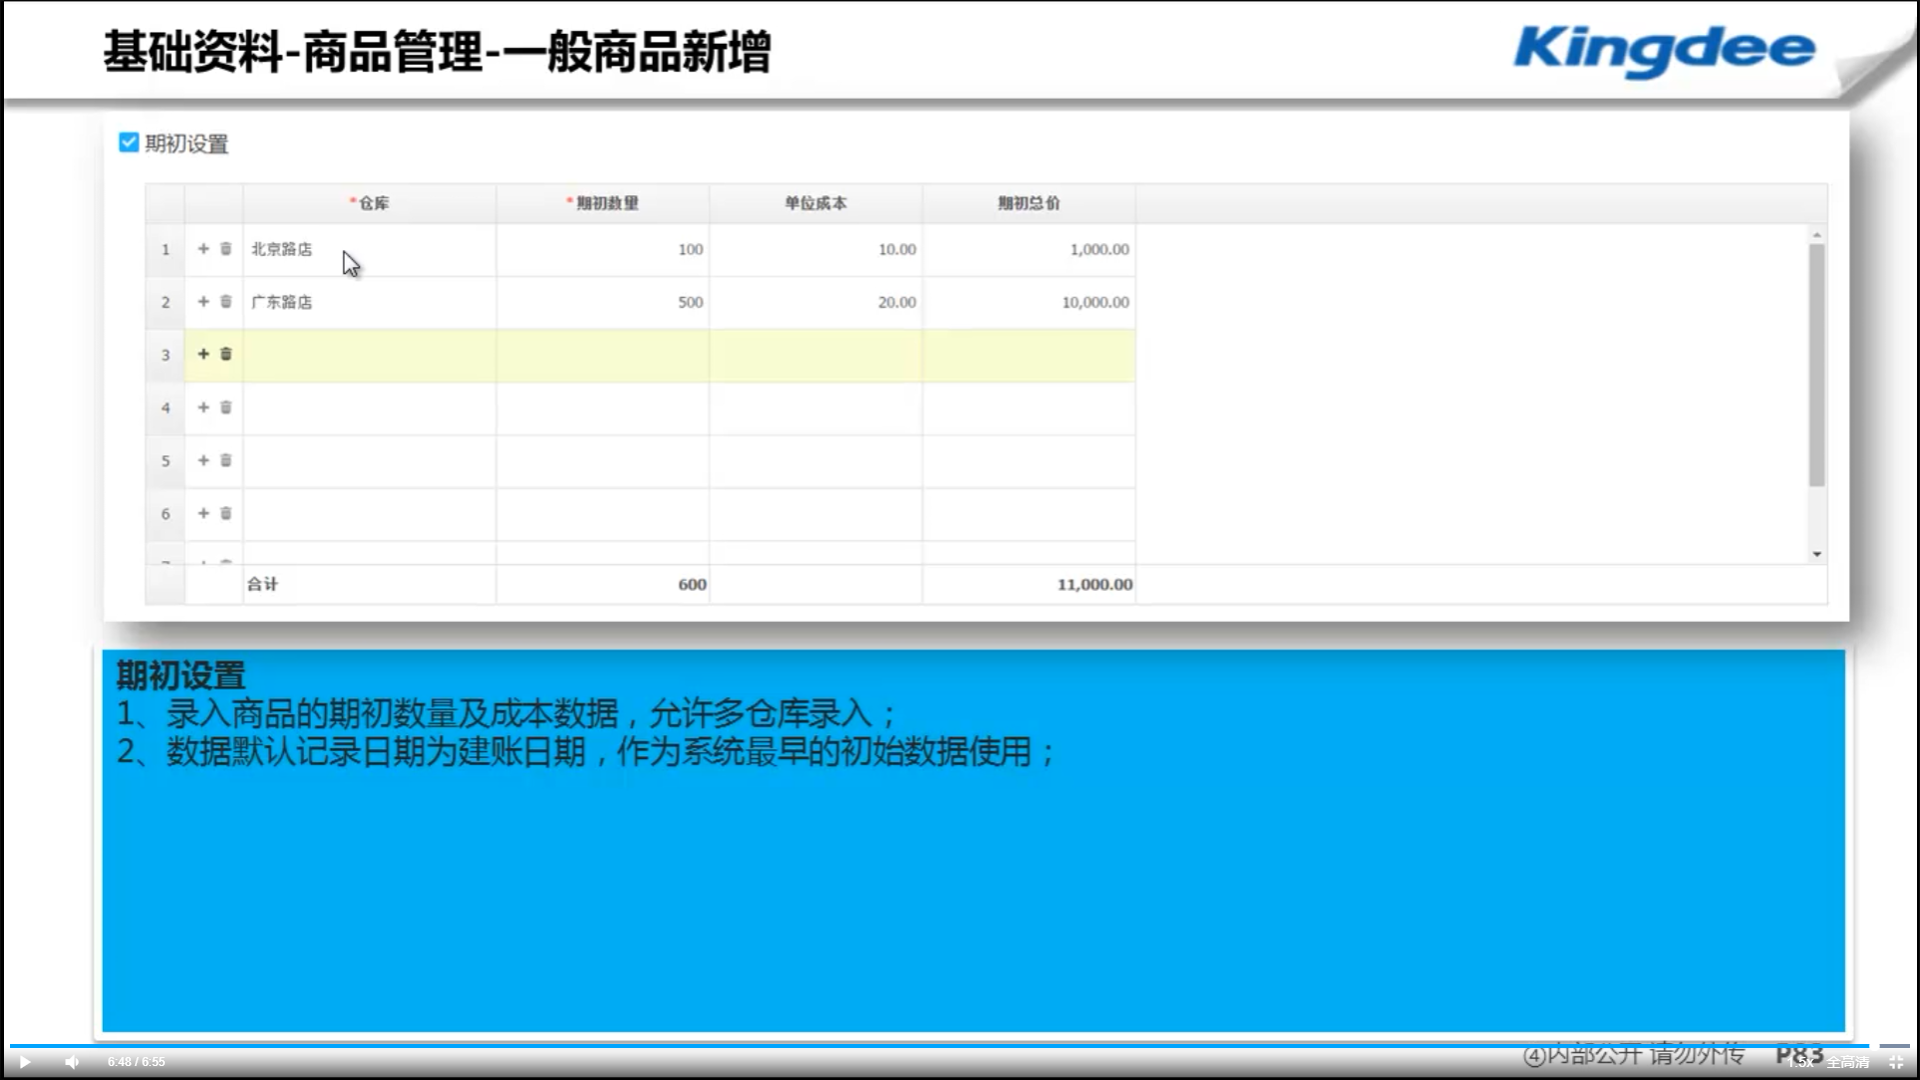 基础资料-商品管理-一般商品新增
Kingdee
期初设置
*仓库 *期初数量 单位成本 期初总价
1 北京路店 100 10.00 1,000.00
2 广东路店 500 20.00 10,000.00
3
4
5
6
合计 600 11,000.00
期初设置
1、录入商品的期初数量及成本数据，允许多仓库录入；
2、数据默认记录日期为建账日期，作为系统最早的初始数据使用；
④内部公开 请勿外传 P83
6:48 / 6:55 1.5x 全高清